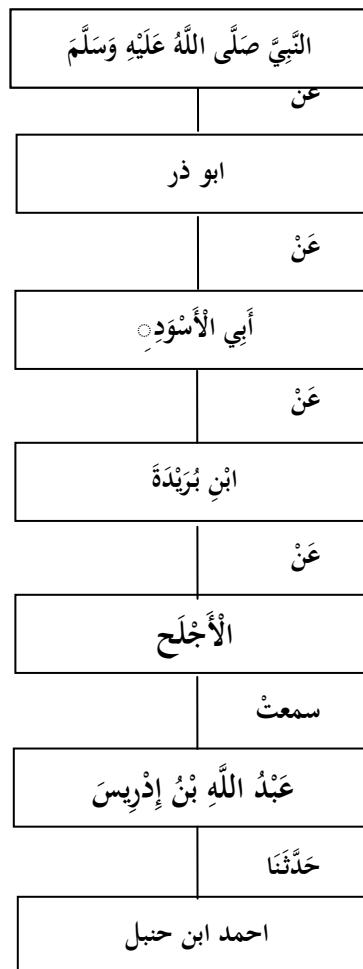 النَّبِيَّ صَلَّى اللَّهُ عَلَيْهِ وَسَلَّمَ
عَن
ابو ذر
عَنْ
أَبِي الْأَسْوَدِِ
عَنْ
ابْنِ بُرَيْدَةَ
عَنْ
الْأَجْلَح
سمعتْ
عَبْدُ اللَّهِ بْنُ إِدْرِيسَ
حَدَّثَنَا
احمد ابن حنبل